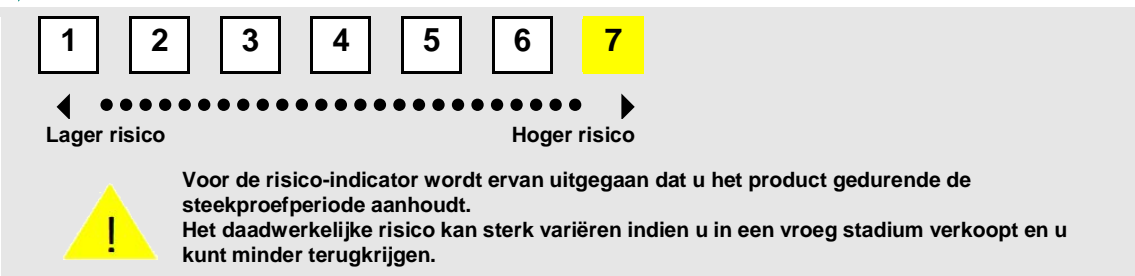 1 2 3 4 5 6 7
Lager risico Hoger risico
Voor de risico-indicator wordt ervan uitgegaan dat u het product gedurende de
steekproefperiode aanhoudt.
Het daadwerkelijke risico kan sterk variëren indien u in een vroeg stadium verkoopt en u
kunt minder terugkrijgen.
!